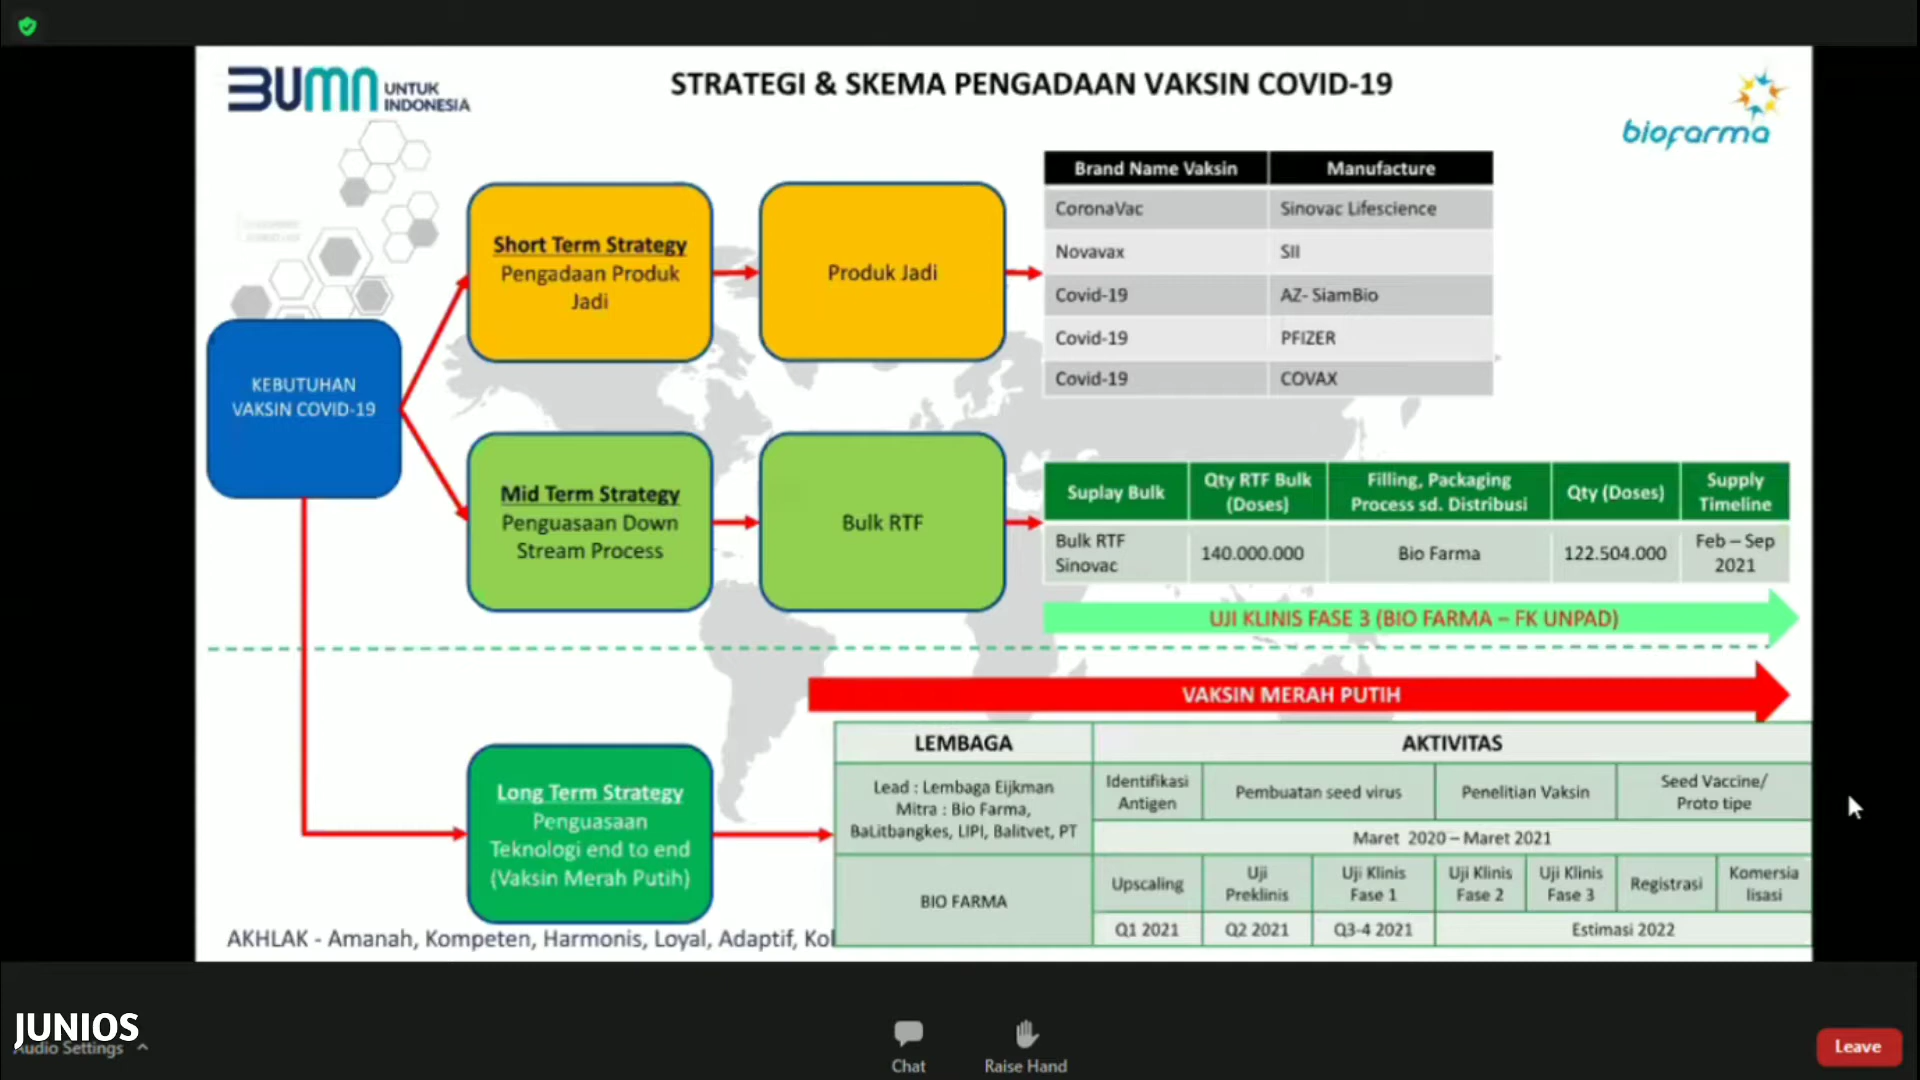 BUMN UNTUK
INDONESIA
STRATEGI & SKEMA PENGADAAN VAKSIN COVID-19
biofarma
KEBUTUHAN
VAKSIN COVID-19
Short Term Strategy
Pengadaan Produk
Jadi
Produk Jadi
Brand Name Vaksin Manufacture
CoronaVac Sinovac Lifescience
Novavax SII
Covid-19 AZ- SiamBio
Covid-19 PFIZER
Covid-19 COVAX
Mid Term Strategy
Penguasaan Down
Stream Process
Bulk RTF
Suplay Bulk
Qty RTF Bulk
(Doses)
Filling, Packaging
Process sd. Distribusi
Qty (Doses)
Supply
Timeline
Bulk RTF
Sinovac
140.000.000
Bio Farma
122.504.000
Feb – Sep
2021
UJI KLINIS FASE 3 (BIO FARMA – FK UNPAD)
VAKSIN MERAH PUTIH
Long Term Strategy
Penguasaan
Teknologi end to end
(Vaksin Merah Putih)
LEMBAGA AKTIVITAS
Lead : Lembaga Eijkman
Mitra : Bio Farma,
BaLitbangkes, LIPI, Balitvet, PT
Identifikasi
Antigen
Pembuatan seed virus
Penelitian Vaksin
Seed Vaccine/
Proto tipe
Maret 2020 – Maret 2021
BIO FARMA
Upscaling
Uji
Preklinis
Uji Klinis
Fase 1
Uji Klinis
Fase 2
Uji Klinis
Fase 3
Registrasi
Komersia
lisasi
Q1 2021 Q2 2021 Q3-4 2021 Estimasi 2022
AKHLAK - Amanah, Kompeten, Harmonis, Loyal, Adaptif, Kol
JUNIOS
Audio Settings
Chat
Raise Hand
Leave